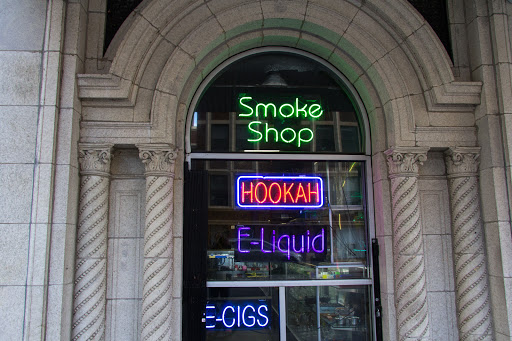 Smoke
Shop
HOOKAH
E-Liquid
E-CIGS